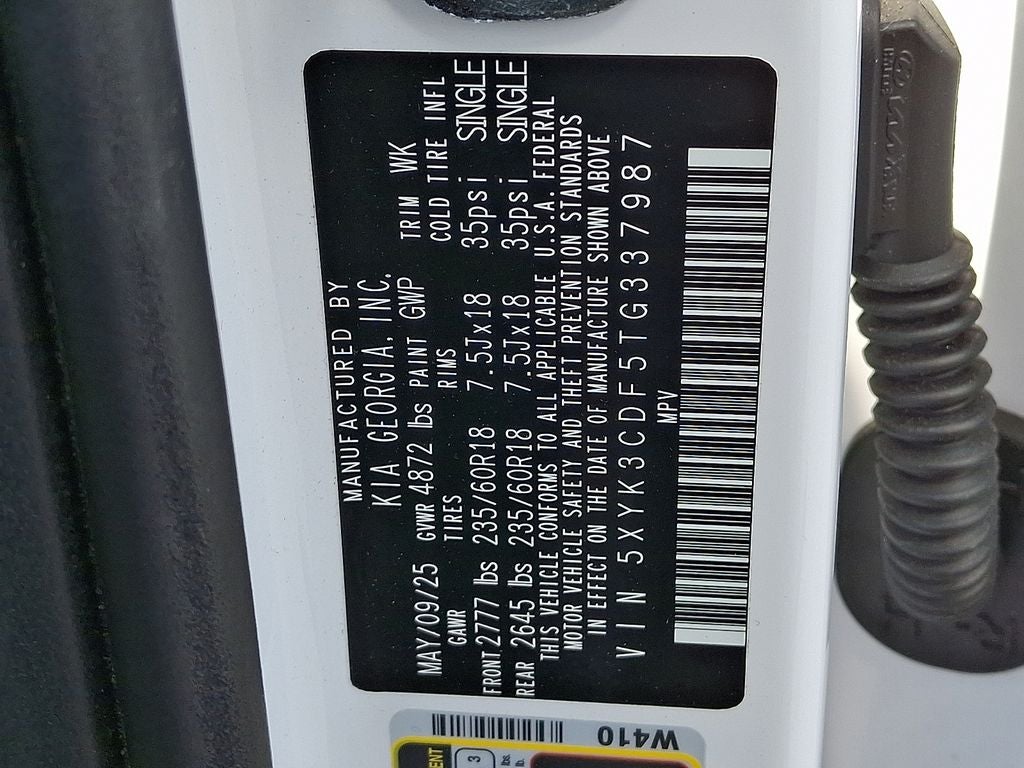 MANUFACTURED BY
KIA GEORGIA, INC.
MAY/09/25 GVWR 4872 lbs PAINT GWP TRIM WK
GAWR TIRES RIMS COLD TIRE INFL
FRONT 2777 lbs 235/60R18 7.5Jx18 35psi SINGLE
REAR 2645 lbs 235/60R18 7.5Jx18 35psi SINGLE
THIS VEHICLE CONFORMS TO ALL APPLICABLE U.S.A. FEDERAL
MOTOR VEHICLE SAFETY AND THEFT PREVENTION STANDARDS
IN EFFECT ON THE DATE OF MANUFACTURE SHOWN ABOVE
VIN 5XYK3CDF5TG337987
MPV
W410
3
lbs
lb.